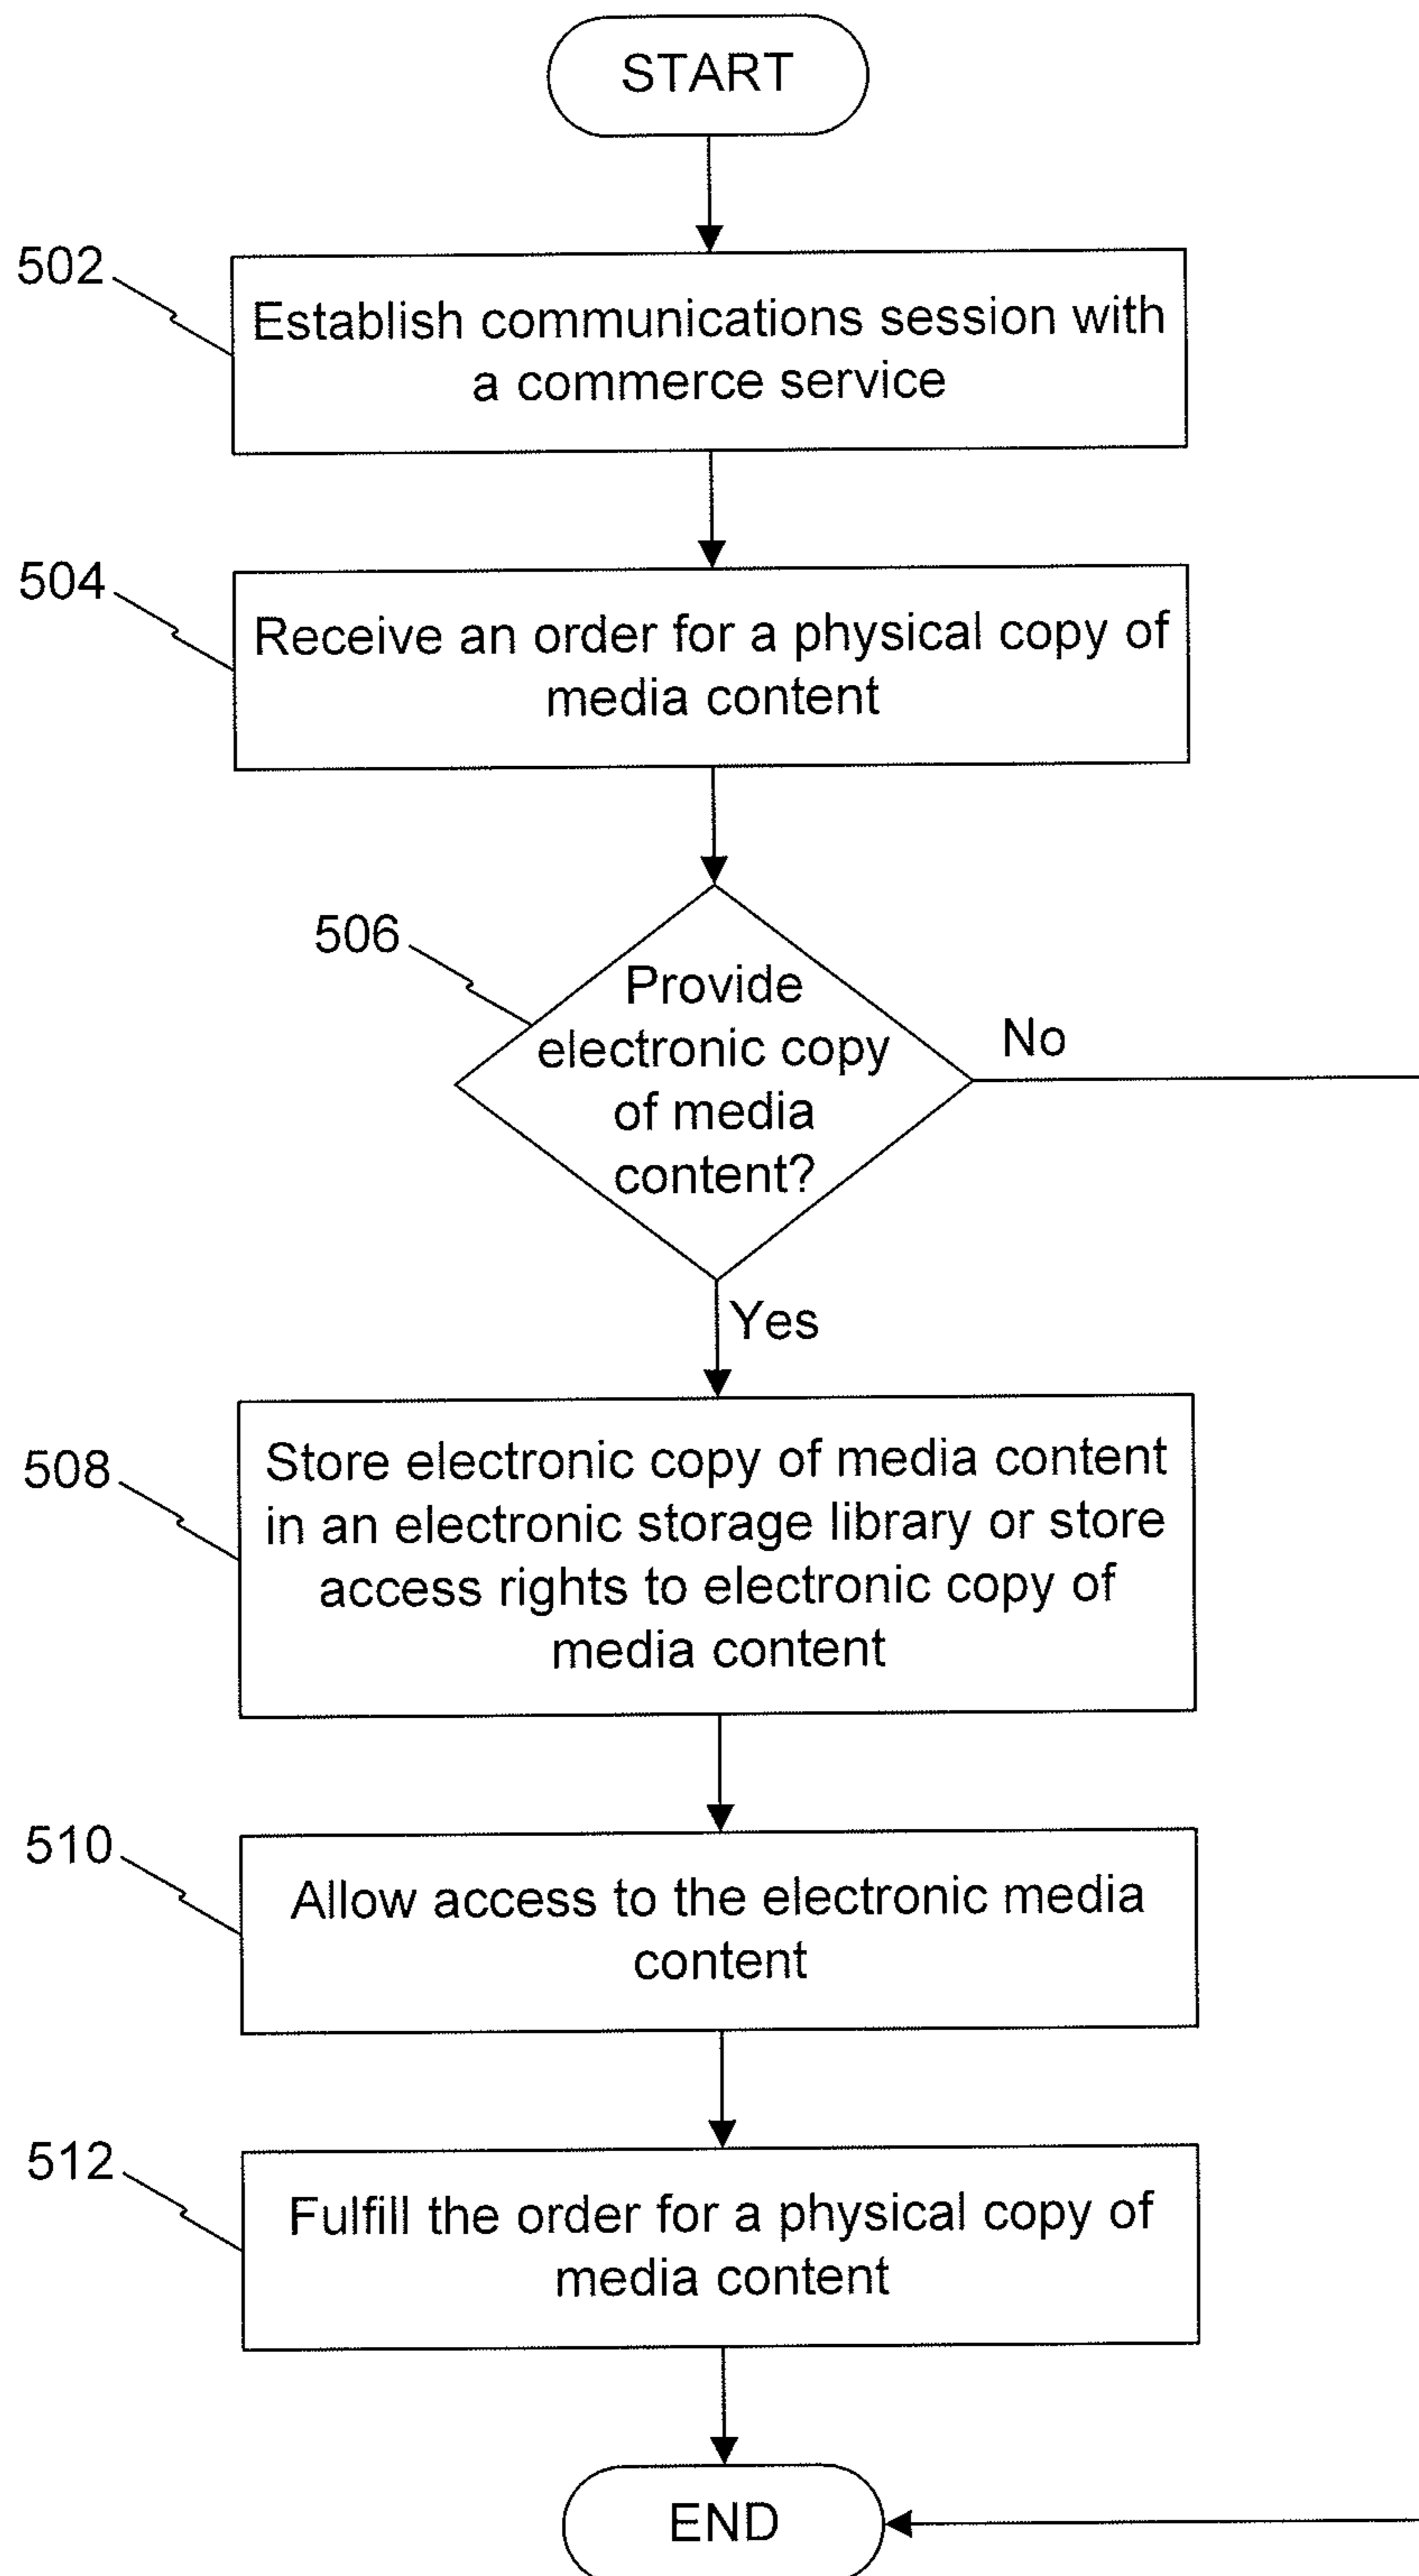 START
502
Establish communications session with
a commerce service
504
Receive an order for a physical copy of
media content
506
Provide
electronic copy
of media
content?
No
Yes
508
Store electronic copy of media content
in an electronic storage library or store
access rights to electronic copy of
media content
510
Allow access to the electronic media
content
512
Fulfill the order for a physical copy of
media content
END